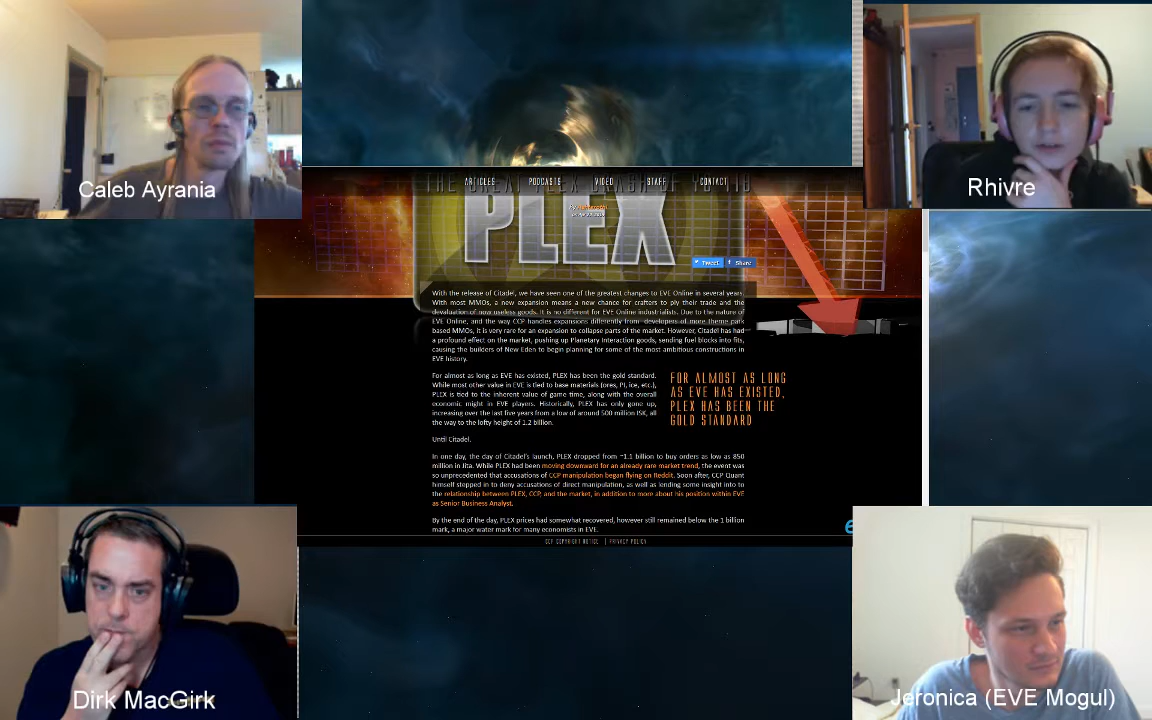 Caleb Ayrania
Rhivre
ARTICLES PODCASTS VIDEO STAFF CONTACT
THE GREAT PLEX CRASH OF
PLEX
Tweet Share
With the release of Citadel, we have seen one of the greatest changes to EVE Online in several years.
With most MMOs, a new expansion means a new chance for crafters to ply their trade and the
devaluation of now useless goods. It is no different for EVE Online industrialists. Due to the nature of
EVE Online, and the way CCP handles expansions differently from developers of more theme park
based MMOs, it is very rare for an expansion to collapse parts of the market. However, Citadel has had
a profound effect on the market, pushing up Planetary Interaction goods, sending fuel blocks into fits,
causing the builders of New Eden to begin planning for some of the most ambitious constructions in
EVE history.
For almost as long as EVE has existed, PLEX has been the gold standard.
While most other value in EVE is tied to base materials (ores, PI, ice, etc.),
PLEX is tied to the inherent value of game time, along with the overall
economic might in EVE players. Historically, PLEX has only gone up,
increasing over the last five years from a low of around 500 million ISK, all
the way to the lofty height of 1.2 billion.
FOR ALMOST AS LONG
AS EVE HAS EXISTED,
PLEX HAS BEEN THE
GOLD STANDARD
Until Citadel.
In one day, the day of Citadel's launch, PLEX dropped from ~1.1 billion to buy orders as low as 850
million in Jita. While PLEX had been moving downward for an already rare market trend, the event was
so unprecedented that accusations of CCP manipulation began flying on Reddit. Soon after, CCP Quant
himself stepped in to deny accusations of direct manipulation, as well as lending some insight into to
the relationship between PLEX, CCP, and the market, in addition to more about his position within EVE
as Senior Business Analyst.
By the end of the day, PLEX prices had somewhat recovered, however still remained below the 1 billion
mark, a major water mark for many economists in EVE.
CCP COPYRIGHT NOTICE | PRIVACY POLICY
Dirk MacGirk
Jeronica (EVE Mogul)